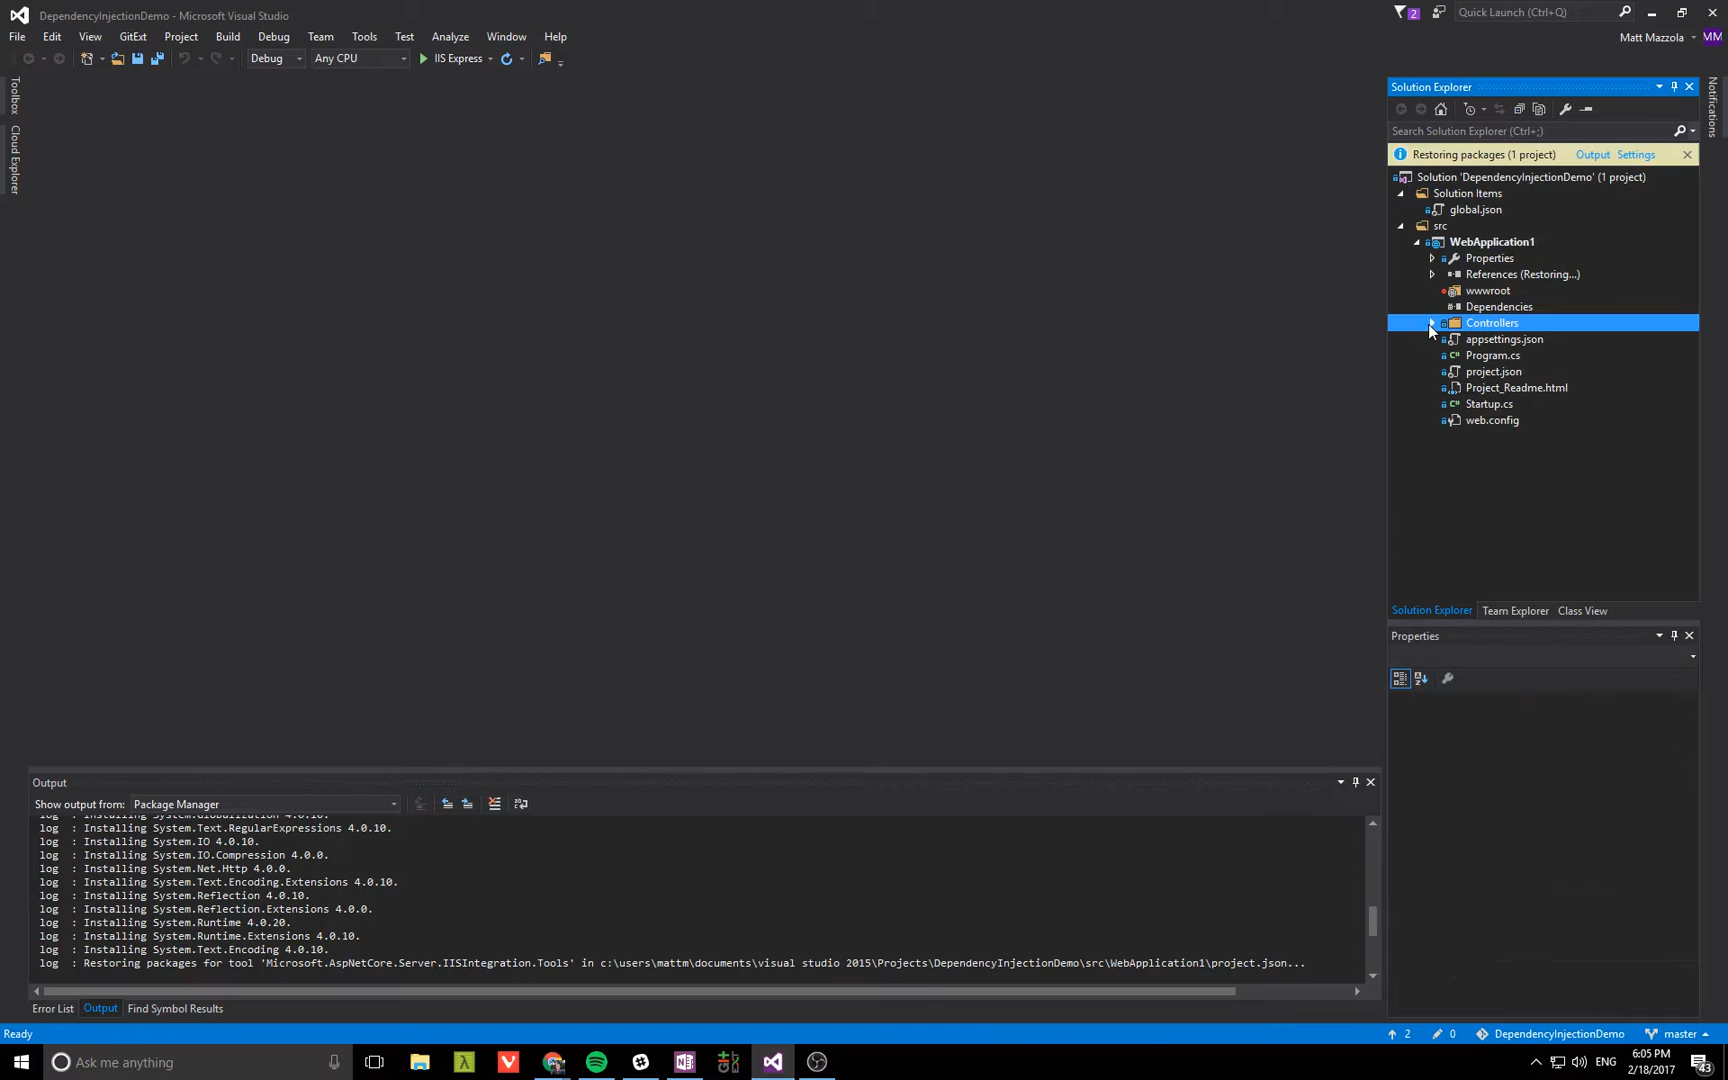 DependencyInjectionDemo - Microsoft Visual Studio
2
Quick Launch (Ctrl+Q)
File Edit View GitExt Project Build Debug Team Tools Test Analyze Window Help
Matt Mazzola
MM
Debug Any CPU IIS Express
Toolbox
Cloud Explorer
Notifications
Solution Explorer
Search Solution Explorer (Ctrl+;)
Restoring packages (1 project) Output Settings
Solution 'DependencyInjectionDemo' (1 project)
Solution Items
global.json
src
WebApplication1
Properties
References (Restoring...)
wwwroot
Dependencies
Controllers
appsettings.json
Program.cs
project.json
Project_Readme.html
Startup.cs
web.config
Solution Explorer Team Explorer Class View
Properties
Output
Show output from: Package Manager
log : Installing System.Globalization 4.0.10.
log : Installing System.Text.RegularExpressions 4.0.10.
log : Installing System.IO 4.0.10.
log : Installing System.IO.Compression 4.0.0.
log : Installing System.Net.Http 4.0.0.
log : Installing System.Text.Encoding.Extensions 4.0.10.
log : Installing System.Reflection 4.0.10.
log : Installing System.Reflection.Extensions 4.0.0.
log : Installing System.Runtime 4.0.20.
log : Installing System.Runtime.Extensions 4.0.10.
log : Installing System.Text.Encoding 4.0.10.
log : Restoring packages for tool 'Microsoft.AspNetCore.Server.IISIntegration.Tools' in c:\users\mattm\documents\visual studio 2015\Projects\DependencyInjectionDemo\src\WebApplication1\project.json...
Error List Output Find Symbol Results
Ready
2 0 DependencyInjectionDemo master
Ask me anything
ENG
6:05 PM
2/18/2017
43